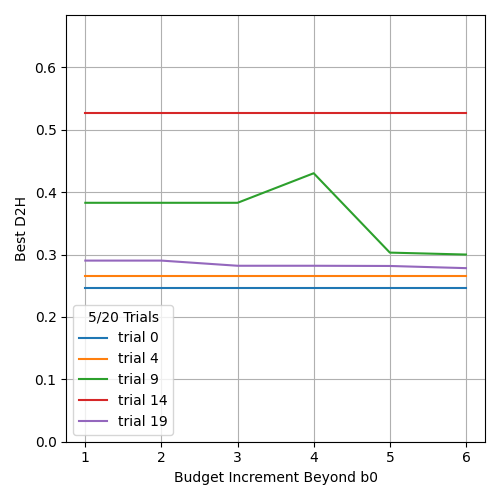 0.6
0.5
0.4
0.3
0.2
0.1
0.0
Best D2H
5/20 Trials
trial 0
trial 4
trial 9
trial 14
trial 19
1 2 3 4 5 6
Budget Increment Beyond b0